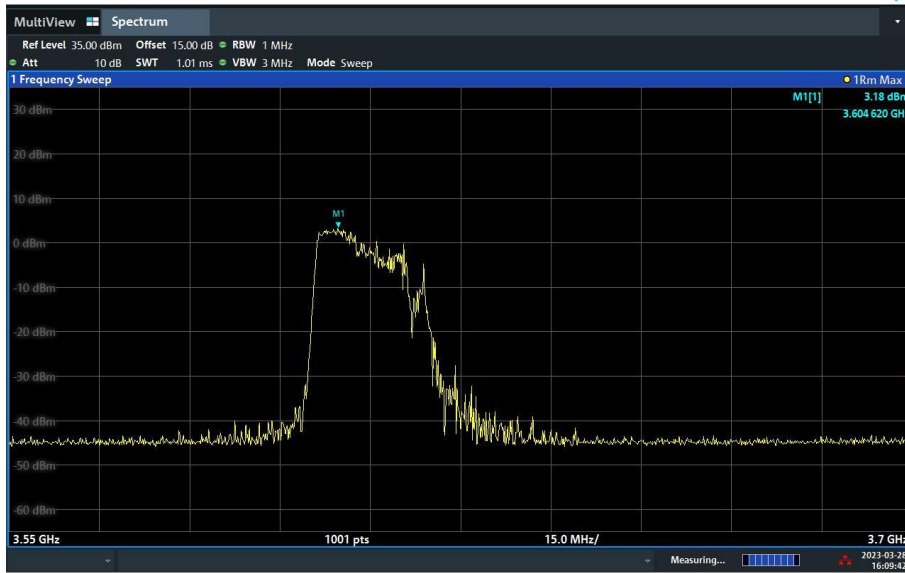 MultiView Spectrum
Ref Level 35.00 dBm Offset 15.00 dB RBW 1 MHz
Att 10 dB SWT 1.01 ms VBW 3 MHz Mode Sweep
1 Frequency Sweep 1Rm Max
M1[1] 3.18 dBm
3.604 620 GH
30 dBm
20 dBm
10 dBm
M1
0 dBm
-10 dBm
-20 dBm
-30 dBm
-40 dBm
-50 dBm
-60 dBm
3.55 GHz 1001 pts 15.0 MHz/ 3.7 GHz
Measuring... 2023-03-28
16:09:42